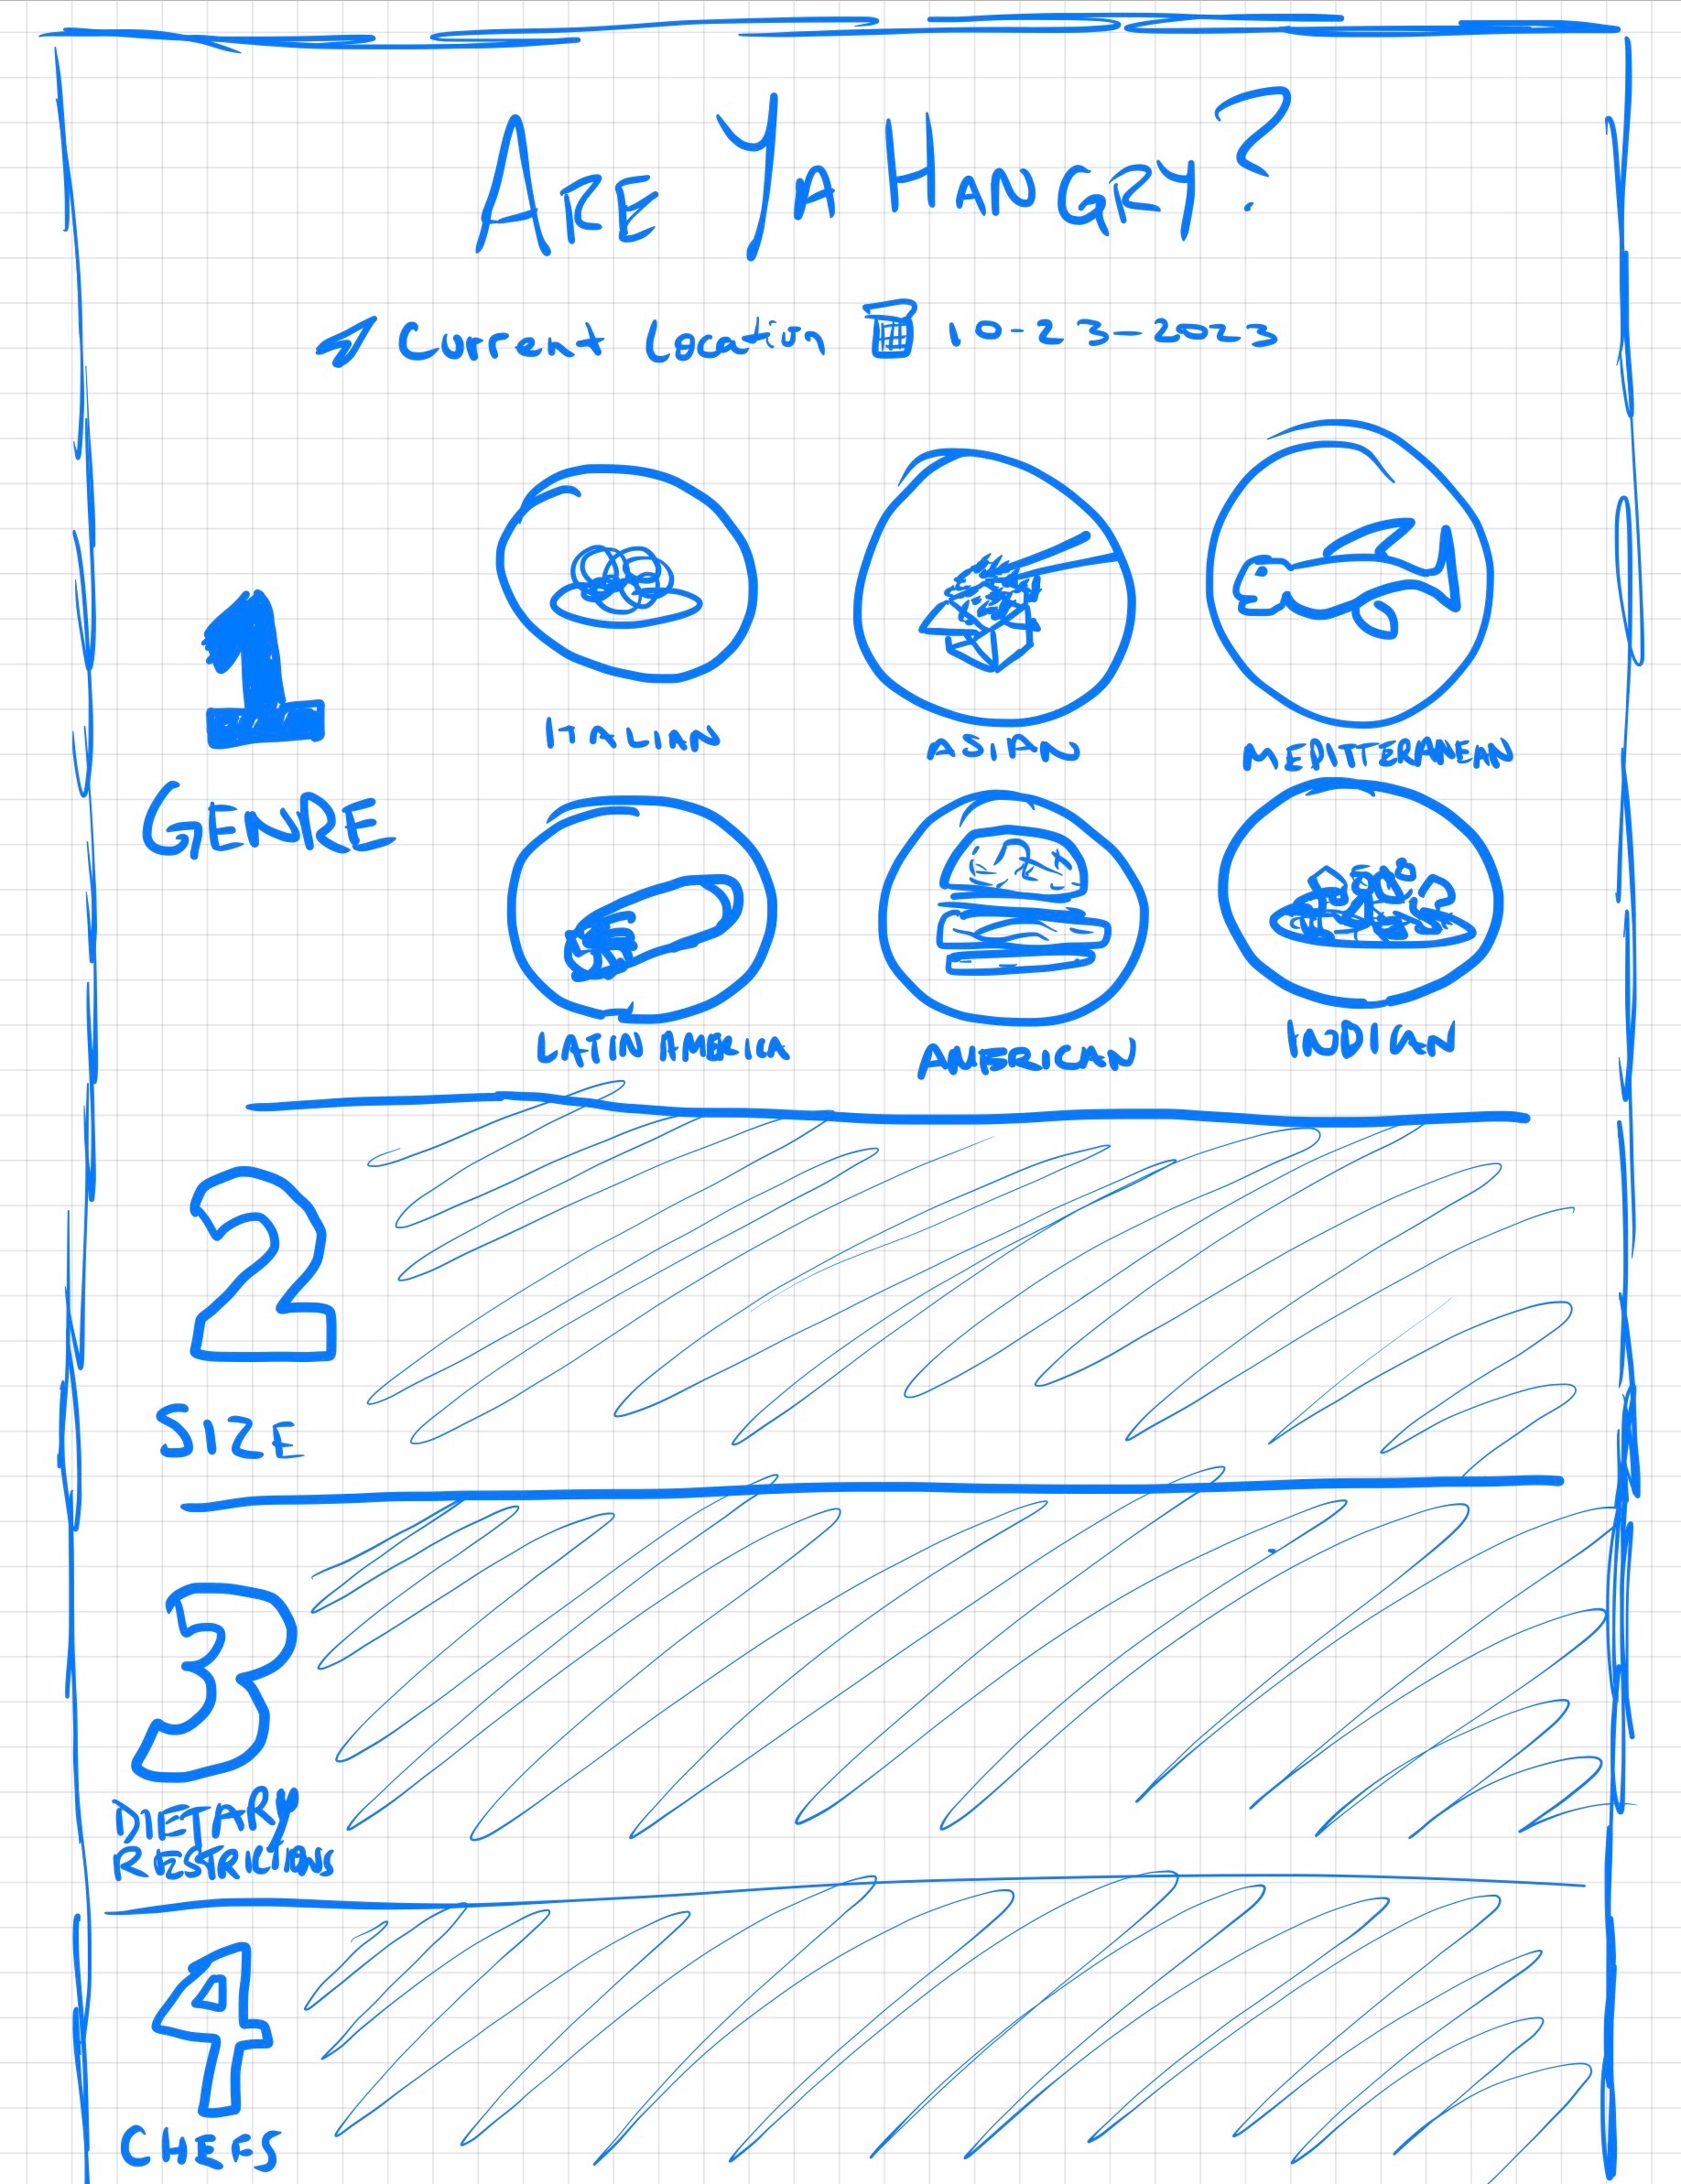 ARE YA HANGRY?
Current Location 10-23-2023
1
GENRE
ITALIAN ASIAN MEDITTERANEAN
LATIN AMERICA AMERICAN INDIAN
2
SIZE
3
DIETARY
RESTRICTIONS
4
CHEFS